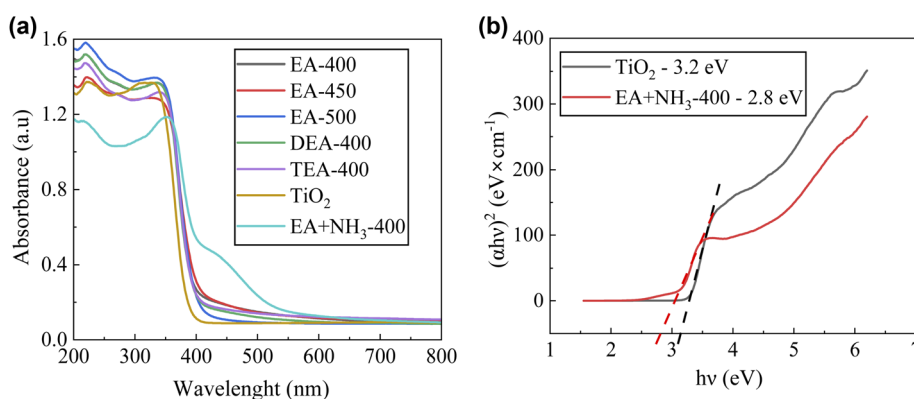 (a)
1.6
1.2
0.8
0.4
0.0
Absorbance (a.u)
EA-400
EA-450
EA-500
DEA-400
TEA-400
TiO₂
EA+NH₃-400
200 300 400 500 600 700 800
Wavelenght (nm)
(b)
400
300
200
100
0
(αhν)² (eV×cm⁻¹)
TiO₂ - 3.2 eV
EA+NH₃-400 - 2.8 eV
1 2 3 4 5 6 7
hν (eV)